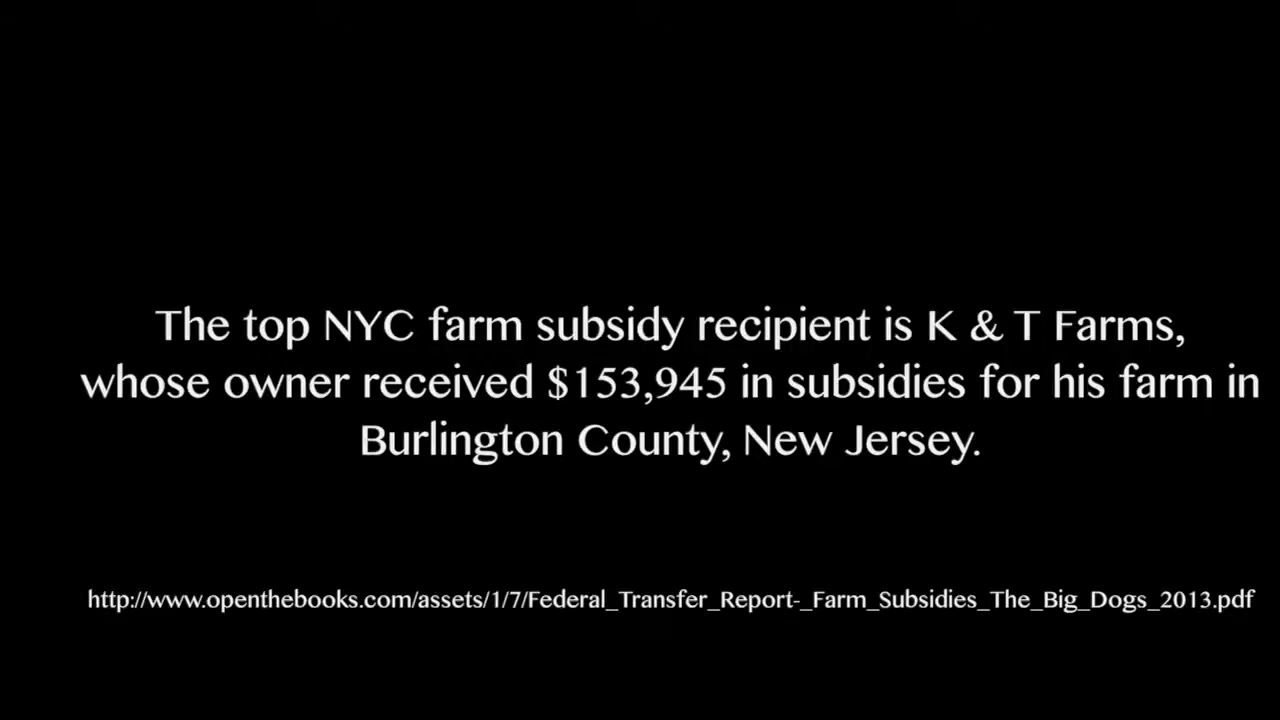 The top NYC farm subsidy recipient is K & T Farms,
whose owner received $153,945 in subsidies for his farm in
Burlington County, New Jersey.
http://www.openthebooks.com/assets/1/7/Federal_Transfer_Report-_Farm_Subsidies_The_Big_Dogs_2013.pdf